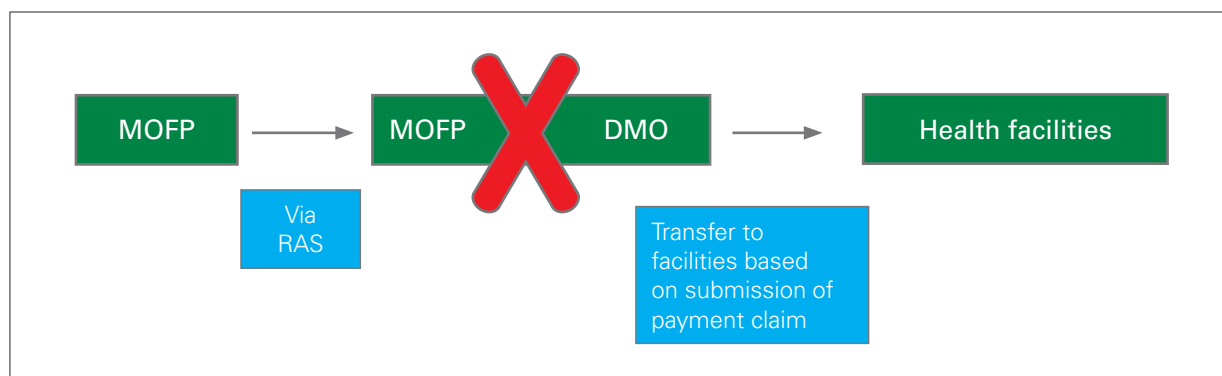 MOFP
MOFP
DMO
Health facilities
Via
RAS
Transfer to
facilities based
on submission of
payment claim